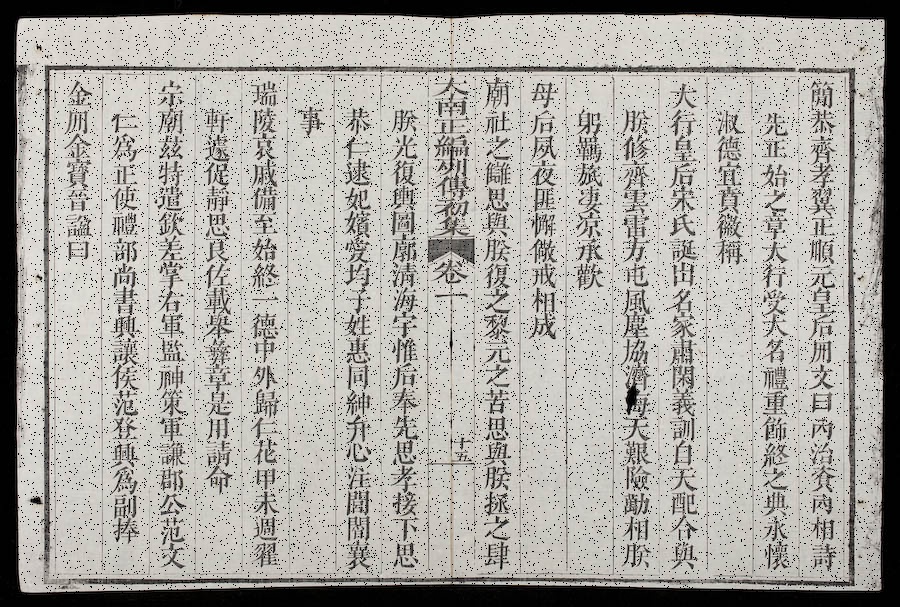 簡恭齊孝翼正順元皇后册文曰內治資內相詩
先正始之章大行受大名禮重飾終之典永懷
淑德宜賁徽稱
大行皇后宋氏誕由名家肅閑義訓自天配合與
朕修齊雲雷方屯風塵協濟海天艱險勖相朕
躬羈旅凄凉承歡
母后夙夜匪懈儆戒相成
廟社之讎思與朕復之黎元之苦思與朕拯之肆
大南正編列傳初集 卷一 十五
朕光復輿圖廓清海宇惟后奉先思孝接下思
恭仁逮妃嬪愛均子姓惠同紳升心注閭閻襄
事
瑞陵哀戚備至始終一德中外歸仁花甲未週翟
軒遽促靜思良佐載舉彝章是用請命
宗廟茲特遣欽差掌右軍監神策軍謙郡公范文
仁為正使禮部尚書興讓侯范登興為副捧
金册金寶晉謚曰